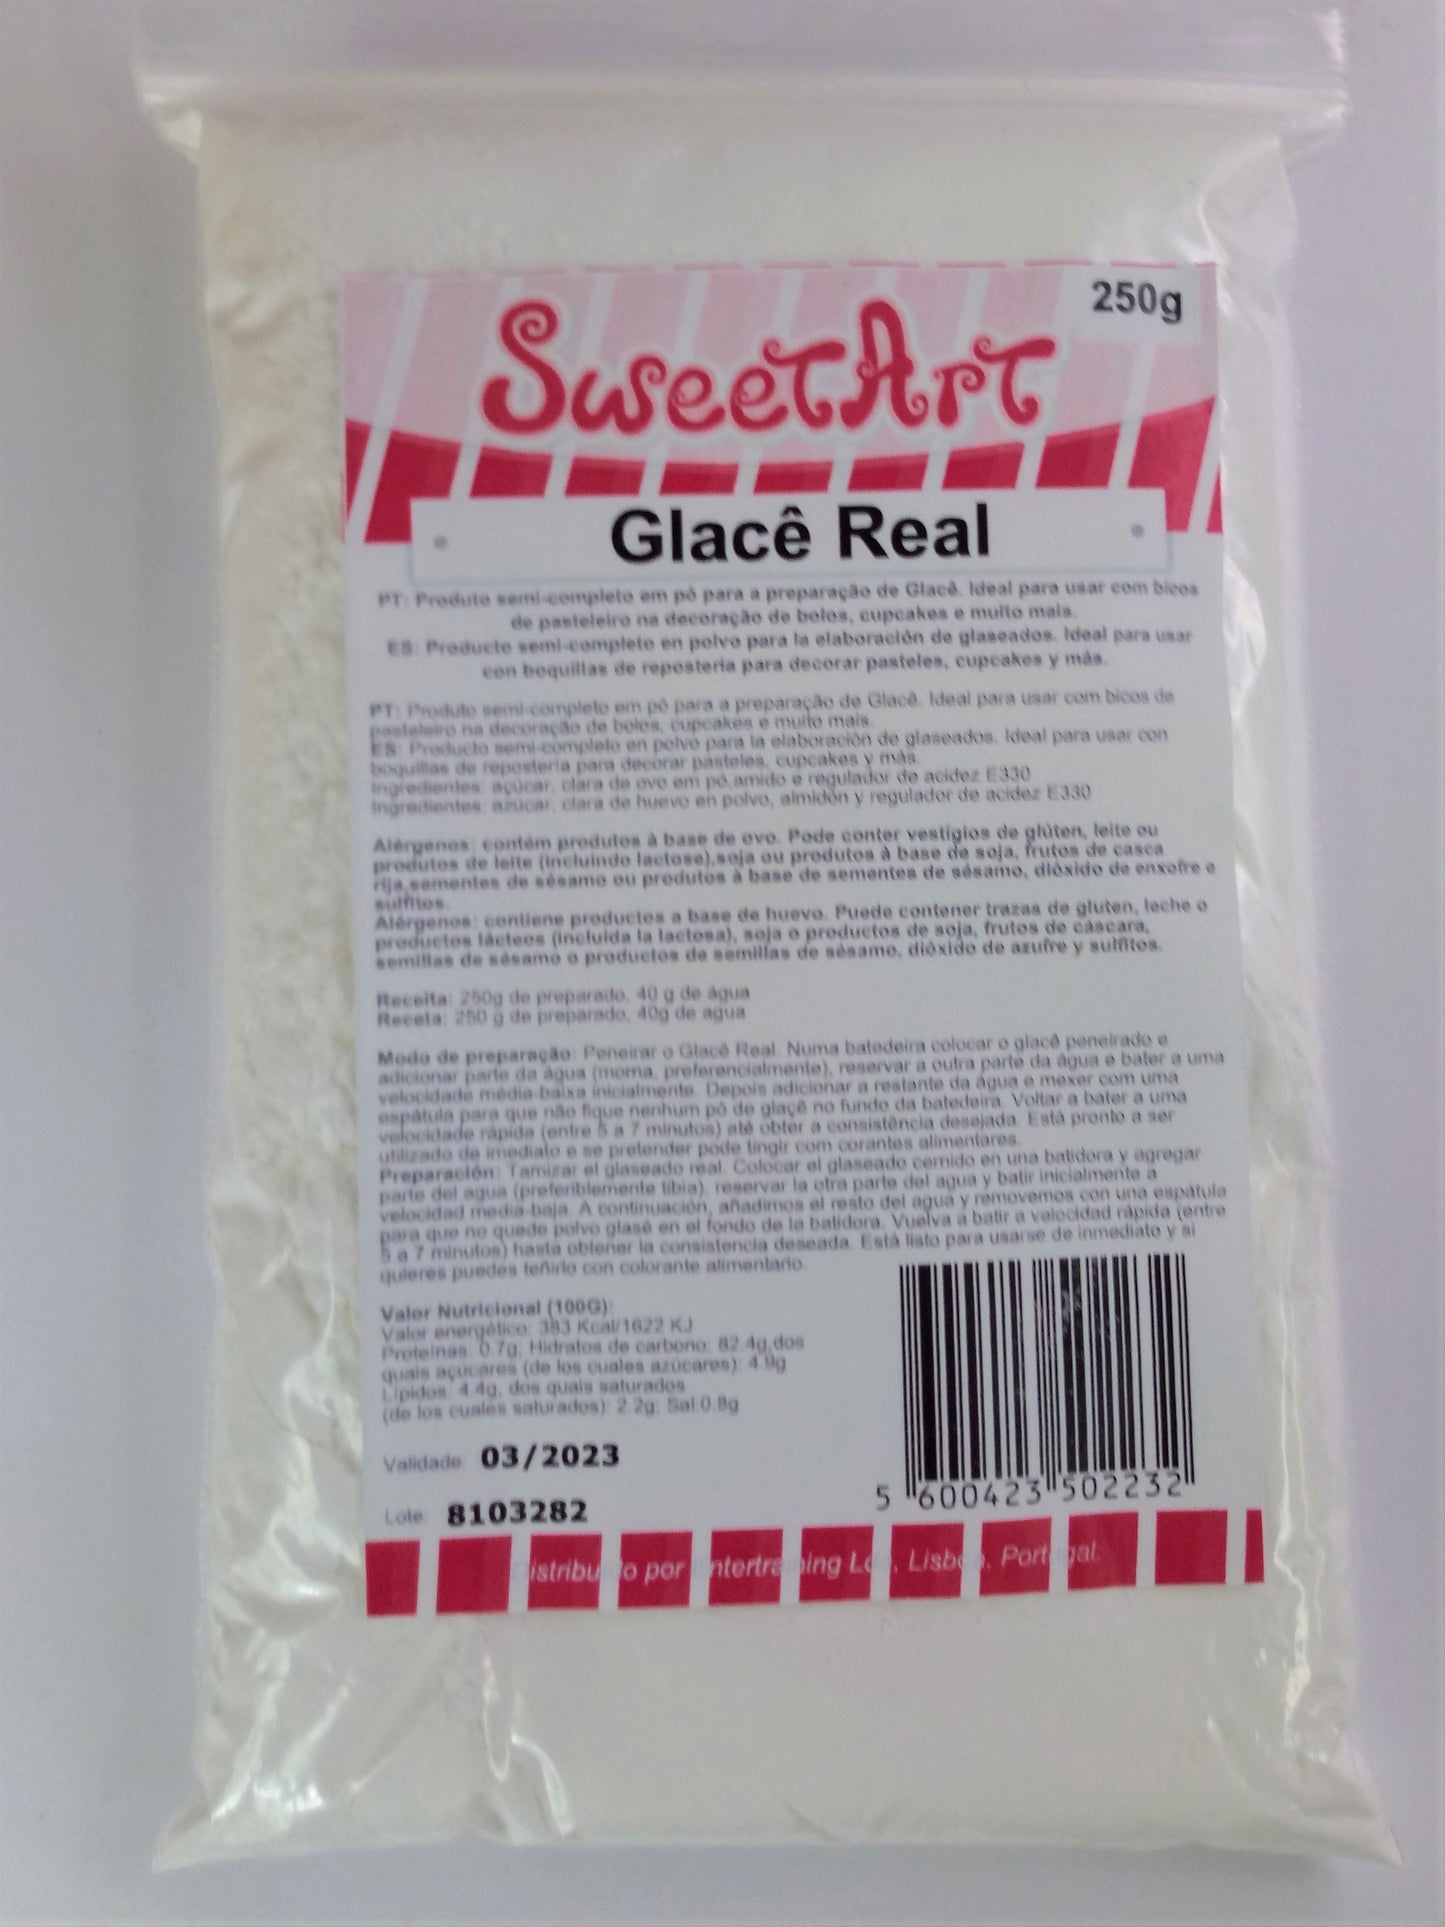 250g
SweetArt
Glacê Real
PT: Produto semi-completo em pó para a preparação de Glacê. Ideal para usar com bicos
de pasteleiro na decoração de bolos, cupcakes e muito mais.
ES: Producto semi-completo en polvo para la elaboración de glaseados. Ideal para usar
con boquillas de repostería para decorar pasteles, cupcakes y más.
PT: Produto semi-completo em pó para a preparação de Glacê. Ideal para usar com bicos de
pasteleiro na decoração de bolos, cupcakes e muito mais.
ES: Producto semi-completo en polvo para la elaboración de glaseados. Ideal para usar con
boquillas de repostería para decorar pasteles, cupcakes y más.
Ingredientes: açúcar, clara de ovo em pó,amido e regulador de acidez E330
Ingredientes: azúcar, clara de huevo en polvo, almidón y regulador de acidez E330
Alérgenos: contém produtos à base de ovo. Pode conter vestígios de glúten, leite ou
produtos de leite (incluindo lactose),soja ou produtos à base de soja, frutos de casca
rija,sementes de sésamo ou produtos à base de sementes de sésamo, dióxido de enxofre e
sulfitos.
Alérgenos: contiene productos a base de huevo. Puede contener trazas de gluten, leche o
productos lácteos (incluida la lactosa), soja o productos de soja, frutos de cáscara,
semillas de sésamo o productos de semillas de sésamo, dióxido de azufre y sulfitos.
Receita: 250g de preparado, 40 g de água
Receta: 250 g de preparado, 40g de agua
Modo de preparação: Peneirar o Glacê Real. Numa batedeira colocar o glacê peneirado e
adicionar parte da água (morna, preferencialmente), reservar a outra parte da água e bater a uma
velocidade média-baixa inicialmente. Depois adicionar a restante da água e mexer com uma
espátula para que não fique nenhum pó de glaçê no fundo da batedeira. Voltar a bater a uma
velocidade rápida (entre 5 a 7 minutos) até obter a consistência desejada. Está pronto a ser
utilizado de imediato e se pretender pode tingir com corantes alimentares.
Preparación: Tamizar el glaseado real. Colocar el glaseado cernido en una batidora y agregar
parte del agua (preferiblemente tibia), reservar la otra parte del agua y batir inicialmente a
velocidad media-baja. A continuación, añadimos el resto del agua y removemos con una espátula
para que no quede polvo glasé en el fondo de la batidora. Vuelva a batir a velocidad rápida (entre
5 a 7 minutos) hasta obtener la consistencia deseada. Está listo para usarse de inmediato y si
quieres puedes teñirlo con colorante alimentario.
Valor Nutricional (100G):
Valor energético: 383 Kcal/1622 KJ
Proteínas: 0.7g; Hidratos de carbono: 82.4g,dos
quais açucares (de los cuales azúcares): 4.9g
Lípidos: 4.4g, dos quais saturados
(de los cuales saturados): 2.2g; Sal:0.8g
Validade: 03/2023
Lote: 8103282
5 600423 502232
Distribuido por Entertraining Lda, Lisboa, Portugal.